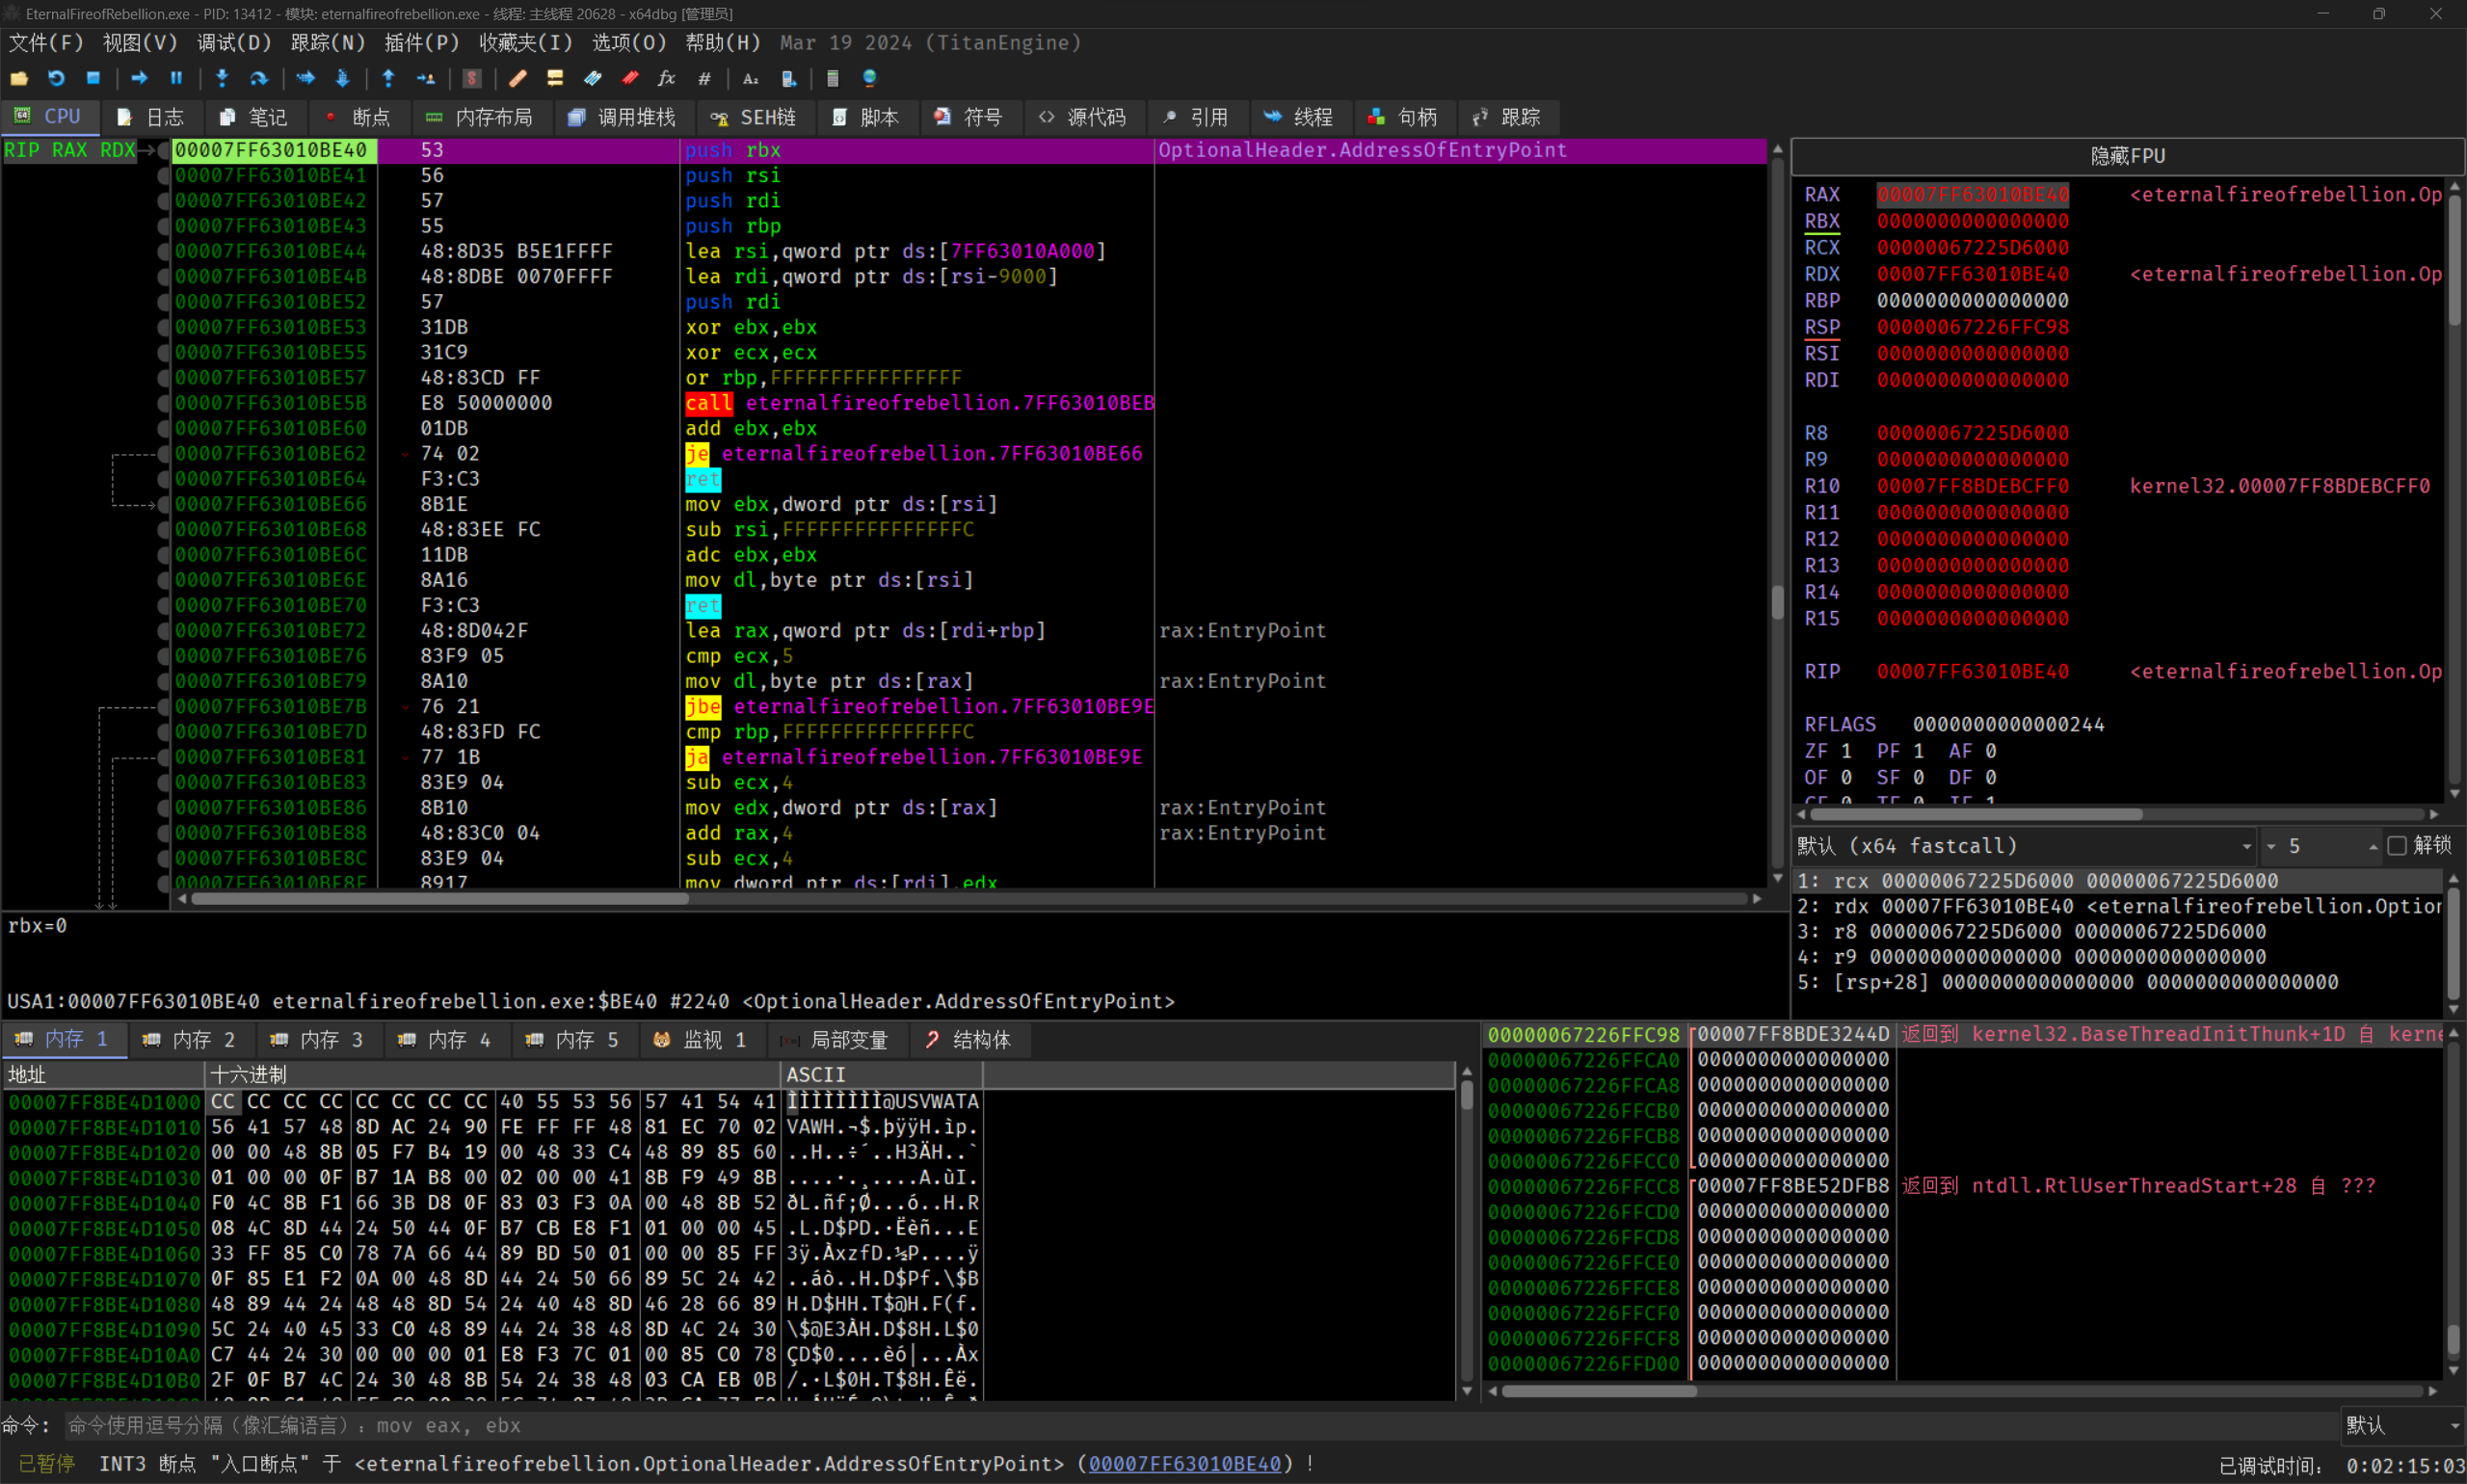 EternalFireofRebellion.exe - PID: 13412 - 模块: eternalfireofrebellion.exe - 线程: 主线程 20628 - x64dbg [管理员]
文件(F) 视图(V) 调试(D) 跟踪(N) 插件(P) 收藏夹(I) 选项(O) 帮助(H) Mar 19 2024 (TitanEngine)
CPU 日志 笔记 断点 内存布局 调用堆栈 SEH链 脚本 符号 源代码 引用 线程 句柄 跟踪
RIP RAX RDX 00007FF63010BE40 53 push rbx OptionalHeader.AddressOfEntryPoint
00007FF63010BE41 56 push rsi
00007FF63010BE42 57 push rdi
00007FF63010BE43 55 push rbp
00007FF63010BE44 48:8D35 B5E1FFFF lea rsi,qword ptr ds:[7FF63010A000]
00007FF63010BE4B 48:8DBE 0070FFFF lea rdi,qword ptr ds:[rsi-9000]
00007FF63010BE52 57 push rdi
00007FF63010BE53 31DB xor ebx,ebx
00007FF63010BE55 31C9 xor ecx,ecx
00007FF63010BE57 48:83CD FF or rbp,FFFFFFFFFFFFFFFF
00007FF63010BE5B E8 50000000 call eternalfireofrebellion.7FF63010BEB
00007FF63010BE60 01DB add ebx,ebx
00007FF63010BE62 74 02 je eternalfireofrebellion.7FF63010BE66
00007FF63010BE64 F3:C3 ret
00007FF63010BE66 8B1E mov ebx,dword ptr ds:[rsi]
00007FF63010BE68 48:83EE FC sub rsi,FFFFFFFFFFFFFFFC
00007FF63010BE6C 11DB adc ebx,ebx
00007FF63010BE6E 8A16 mov dl,byte ptr ds:[rsi]
00007FF63010BE70 F3:C3 ret
00007FF63010BE72 48:8D042F lea rax,qword ptr ds:[rdi+rbp] rax:EntryPoint
00007FF63010BE76 83F9 05 cmp ecx,5
00007FF63010BE79 8A10 mov dl,byte ptr ds:[rax] rax:EntryPoint
00007FF63010BE7B 76 21 jbe eternalfireofrebellion.7FF63010BE9E
00007FF63010BE7D 48:83FD FC cmp rbp,FFFFFFFFFFFFFFFC
00007FF63010BE81 77 1B ja eternalfireofrebellion.7FF63010BE9E
00007FF63010BE83 83E9 04 sub ecx,4
00007FF63010BE86 8B10 mov edx,dword ptr ds:[rax] rax:EntryPoint
00007FF63010BE88 48:83C0 04 add rax,4 rax:EntryPoint
00007FF63010BE8C 83E9 04 sub ecx,4
00007FF63010BE8F 8917 mov dword ptr ds:[rdi],edx
rbx=0
USA1:00007FF63010BE40 eternalfireofrebellion.exe:$BE40 #2240 <OptionalHeader.AddressOfEntryPoint>
隐藏FPU
RAX 00007FF63010BE40 <eternalfireofrebellion.Op
RBX 0000000000000000
RCX 00000067225D6000
RDX 00007FF63010BE40 <eternalfireofrebellion.Op
RBP 0000000000000000
RSP 00000067226FFC98
RSI 0000000000000000
RDI 0000000000000000
R8 00000067225D6000
R9 0000000000000000
R10 00007FF8BDEBCFF0 kernel32.00007FF8BDEBCFF0
R11 0000000000000000
R12 0000000000000000
R13 0000000000000000
R14 0000000000000000
R15 0000000000000000
RIP 00007FF63010BE40 <eternalfireofrebellion.Op
RFLAGS 0000000000000244
ZF 1 PF 1 AF 0
OF 0 SF 0 DF 0
CF 0 TF 0 IF 1
默认 (x64 fastcall) 5 解锁
1: rcx 00000067225D6000 00000067225D6000
2: rdx 00007FF63010BE40 <eternalfireofrebellion.Option
3: r8 00000067225D6000 00000067225D6000
4: r9 0000000000000000 0000000000000000
5: [rsp+28] 0000000000000000 0000000000000000
内存 1 内存 2 内存 3 内存 4 内存 5 监视 1 局部变量 结构体
地址 十六进制 ASCII
00007FF8BE4D1000 CC CC CC CC CC CC CC CC 40 55 53 56 57 41 54 41 ÌÌÌÌÌÌÌÌ@USVWATA
00007FF8BE4D1010 56 41 57 48 8D AC 24 90 FE FF FF 48 81 EC 70 02 VAWH.¬$.þÿÿH.ìp.
00007FF8BE4D1020 00 00 48 8B 05 F7 B4 19 00 48 33 C4 48 89 85 60 ..H..÷´..H3ÄH..`
00007FF8BE4D1030 01 00 00 0F B7 1A B8 00 02 00 00 41 8B F9 49 8B ....·.¸....A.ùI.
00007FF8BE4D1040 F0 4C 8B F1 66 3B D8 0F 83 03 F3 0A 00 48 8B 52 ðL.ñf;Ø...ó..H.R
00007FF8BE4D1050 08 4C 8D 44 24 50 44 0F B7 CB E8 F1 01 00 00 45 .L.D$PD.·Ëèñ...E
00007FF8BE4D1060 33 FF 85 C0 78 7A 66 44 89 BD 50 01 00 00 85 FF 3ÿ.ÀxzfD.½P....ÿ
00007FF8BE4D1070 0F 85 E1 F2 0A 00 48 8D 44 24 50 66 89 5C 24 42 ..áò..H.D$Pf.\$B
00007FF8BE4D1080 48 89 44 24 48 48 8D 54 24 40 48 8D 46 28 66 89 H.D$HH.T$@H.F(f.
00007FF8BE4D1090 5C 24 40 45 33 C0 48 89 44 24 38 48 8D 4C 24 30 \$@E3ÀH.D$8H.L$0
00007FF8BE4D10A0 C7 44 24 30 00 00 00 01 E8 F3 7C 01 00 85 C0 78 ÇD$0....èó|...Àx
00007FF8BE4D10B0 2F 0F B7 4C 24 30 48 8B 54 24 38 48 03 CA EB 0B /.·L$0H.T$8H.Êë.
00000067226FFC98 00007FF8BDE3244D 返回到 kernel32.BaseThreadInitThunk+1D 自 kerne
00000067226FFCA0 0000000000000000
00000067226FFCA8 0000000000000000
00000067226FFCB0 0000000000000000
00000067226FFCB8 0000000000000000
00000067226FFCC0 0000000000000000
00000067226FFCC8 00007FF8BE52DFB8 返回到 ntdll.RtlUserThreadStart+28 自 ???
00000067226FFCD0 0000000000000000
00000067226FFCD8 0000000000000000
00000067226FFCE0 0000000000000000
00000067226FFCE8 0000000000000000
00000067226FFCF0 0000000000000000
00000067226FFCF8 0000000000000000
00000067226FFD00 0000000000000000
命令: 命令使用逗号分隔（像汇编语言）：mov eax, ebx 默认
已暂停 INT3 断点 "入口断点" 于 <eternalfireofrebellion.OptionalHeader.AddressOfEntryPoint> (00007FF63010BE40) ! 已调试时间: 0:02:15:03